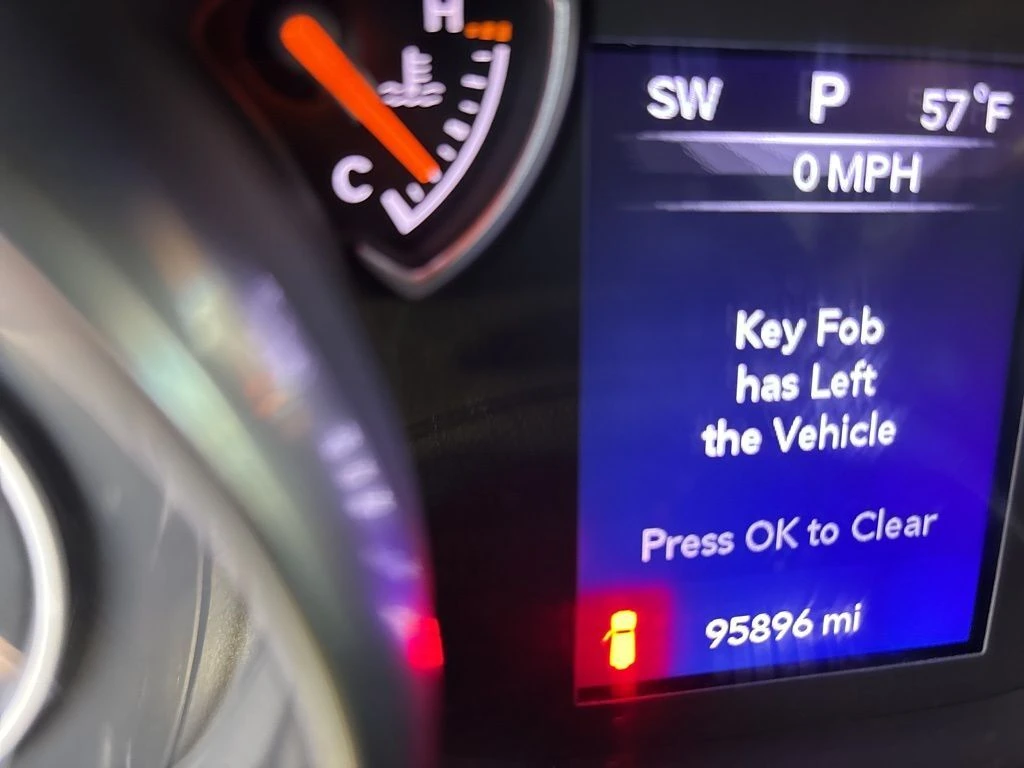 H
C
SW P 57°F
0 MPH
Key Fob
has Left
the Vehicle
Press OK to Clear
95896 mi